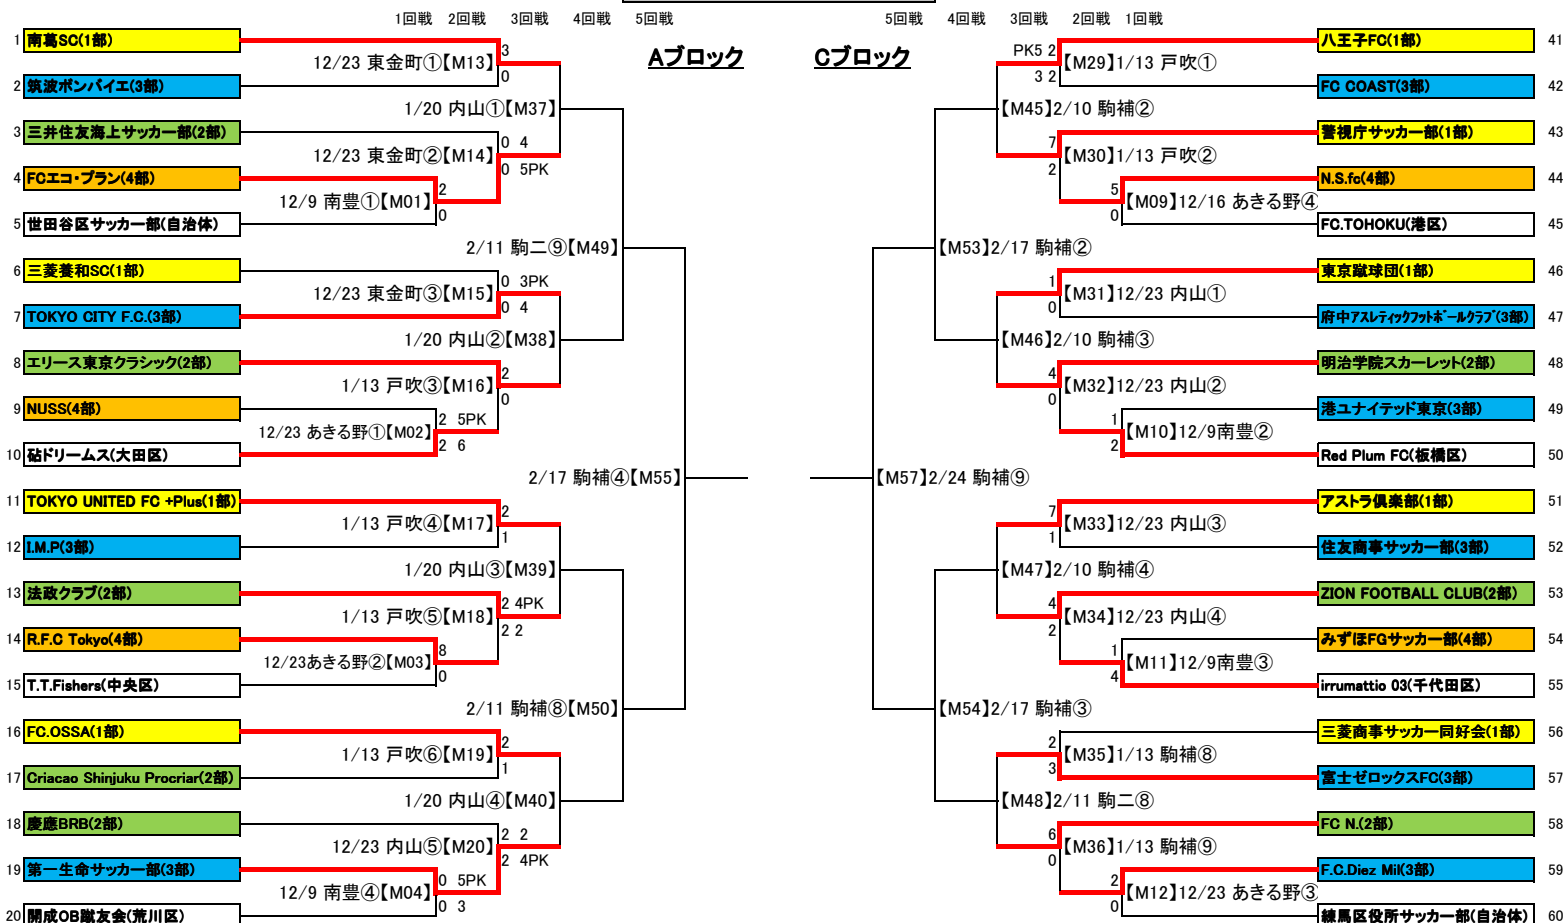 1回戦 2回戦 3回戦 4回戦 5回戦
5回戦 4回戦 3回戦 2回戦 1回戦
Aブロック
Cブロック
1 南葛SC(1部)
12/23 東金町①【M13】 3 0
2 筑波ボンバイエ(3部)
1/20 内山①【M37】
3 三井住友海上サッカー部(2部)
12/23 東金町②【M14】 0 4 0 5PK
4 FCエコ・プラン(4部)
12/9 南豊①【M01】 2 0
5 世田谷区サッカー部(自治体)
2/11 駒二⑨【M49】
6 三菱養和SC(1部)
12/23 東金町③【M15】 0 3PK 0 4
7 TOKYO CITY F.C.(3部)
1/20 内山②【M38】
8 エリース東京クラシック(2部)
1/13 戸吹③【M16】 2 0
9 NUSS(4部)
12/23 あきる野①【M02】 2 5PK 2 6
10 砧ドリームス(大田区)
2/17 駒補④【M55】
11 TOKYO UNITED FC +Plus(1部)
1/13 戸吹④【M17】 2 1
12 I.M.P(3部)
1/20 内山③【M39】
13 法政クラブ(2部)
1/13 戸吹⑤【M18】 2 4PK 2 2
14 R.F.C Tokyo(4部)
12/23あきる野②【M03】 8 0
15 T.T.Fishers(中央区)
2/11 駒補⑧【M50】
16 FC.OSSA(1部)
1/13 戸吹⑥【M19】 2 1
17 Criacao Shinjuku Procriar(2部)
1/20 内山④【M40】
18 慶應BRB(2部)
12/23 内山⑤【M20】 2 2 2 4PK
19 第一生命サッカー部(3部)
12/9 南豊④【M04】 0 5PK 0 3
20 開成OB蹴友会(荒川区)
八王子FC(1部) 41
PK5 2 3 2 【M29】1/13 戸吹①
FC COAST(3部) 42
【M45】2/10 駒補②
警視庁サッカー部(1部) 43
7 2 【M30】1/13 戸吹②
N.S.fc(4部) 44
5 0 【M09】12/16 あきる野④
FC.TOHOKU(港区) 45
【M53】2/17 駒補②
東京蹴球団(1部) 46
1 0 【M31】12/23 内山①
府中アスレティックフットボールクラブ(3部) 47
【M46】2/10 駒補③
明治学院スカーレット(2部) 48
4 0 【M32】12/23 内山②
港ユナイテッド東京(3部) 49
1 2 【M10】12/9南豊②
Red Plum FC(板橋区) 50
【M57】2/24 駒補⑨
アストラ倶楽部(1部) 51
7 1 【M33】12/23 内山③
住友商事サッカー部(3部) 52
【M47】2/10 駒補④
ZION FOOTBALL CLUB(2部) 53
4 2 【M34】12/23 内山④
みずほFGサッカー部(4部) 54
1 4 【M11】12/9南豊③
irrumattio 03(千代田区) 55
【M54】2/17 駒補③
三菱商事サッカー同好会(1部) 56
2 3 【M35】1/13 駒補⑧
富士ゼロックスFC(3部) 57
【M48】2/11 駒二⑧
FC N.(2部) 58
6 0 【M36】1/13 駒補⑨
F.C.Diez Mil(3部) 59
2 0 【M12】12/23 あきる野③
練馬区役所サッカー部(自治体) 60